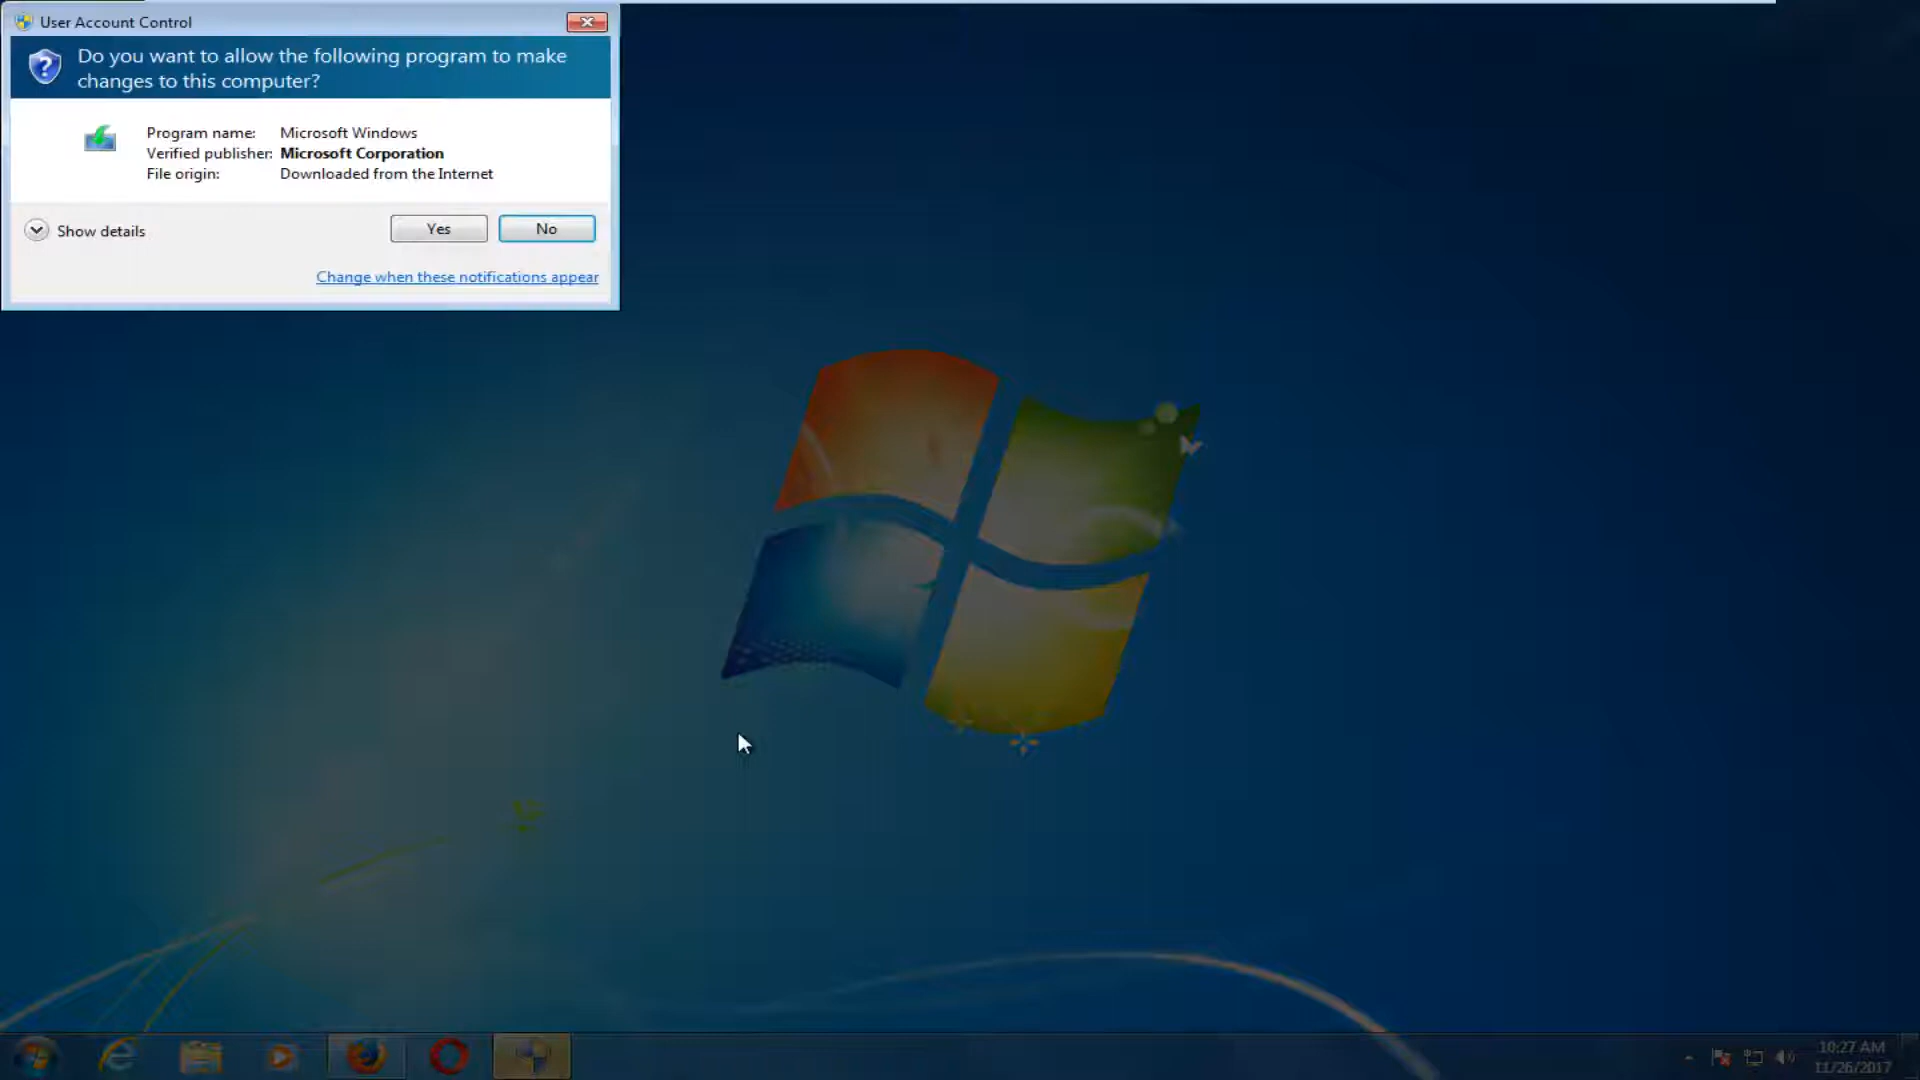 User Account Control
Do you want to allow the following program to make
changes to this computer?
Program name: Microsoft Windows
Verified publisher: Microsoft Corporation
File origin: Downloaded from the Internet
Show details
Yes
No
Change when these notifications appear
10:27 AM
11/26/2017